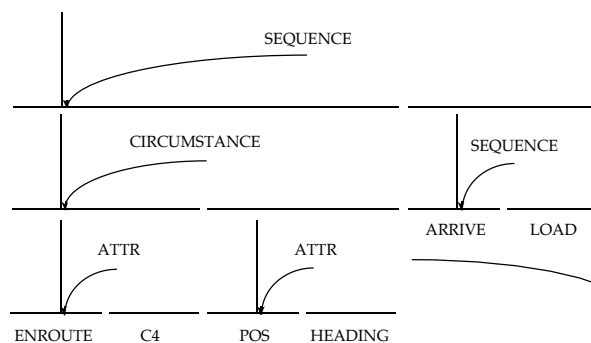 SEQUENCE
CIRCUMSTANCE
SEQUENCE
ARRIVE LOAD
ATTR ATTR
ENROUTE C4 POS HEADING